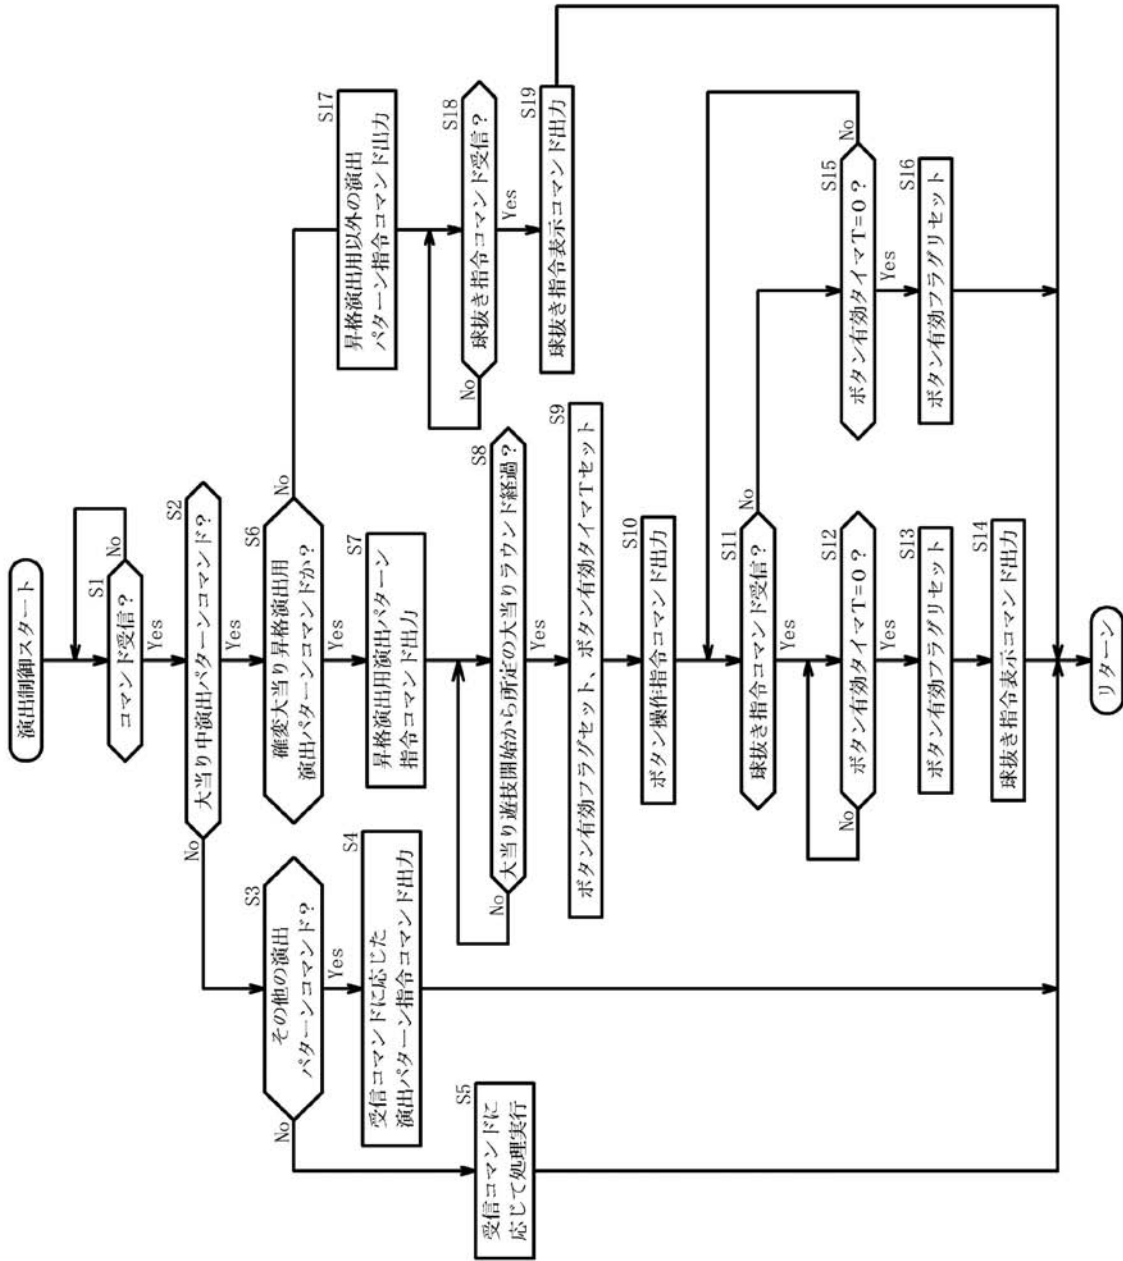 演出制御スタート
S1
コマンド受信?
No
Yes
S2
大当り中演出パターンコマンド?
No
Yes
S3
その他の演出
パターンコマンド?
No
Yes
S4
受信コマンドに応じた
演出パターン指令コマンド出力
S5
受信コマンドに
応じて処理実行
S6
確変大当り昇格演出用
演出パターンコマンドか?
No
Yes
S7
昇格演出用演出パターン
指令コマンド出力
S8
大当り遊技開始から所定の大当りラウンド経過?
No
Yes
S9
ボタン有効フラグセット、ボタン有効タイマTセット
S10
ボタン操作指令コマンド出力
S11
球抜き指令コマンド受信?
No
Yes
S12
ボタン有効タイマT=0?
No
Yes
S13
ボタン有効フラグリセット
S14
球抜き指令表示コマンド出力
S15
ボタン有効タイマT=0?
No
Yes
S16
ボタン有効フラグリセット
S17
昇格演出用以外の演出
パターン指令コマンド出力
S18
球抜き指令コマンド受信?
No
Yes
S19
球抜き指令表示コマンド出力
リターン